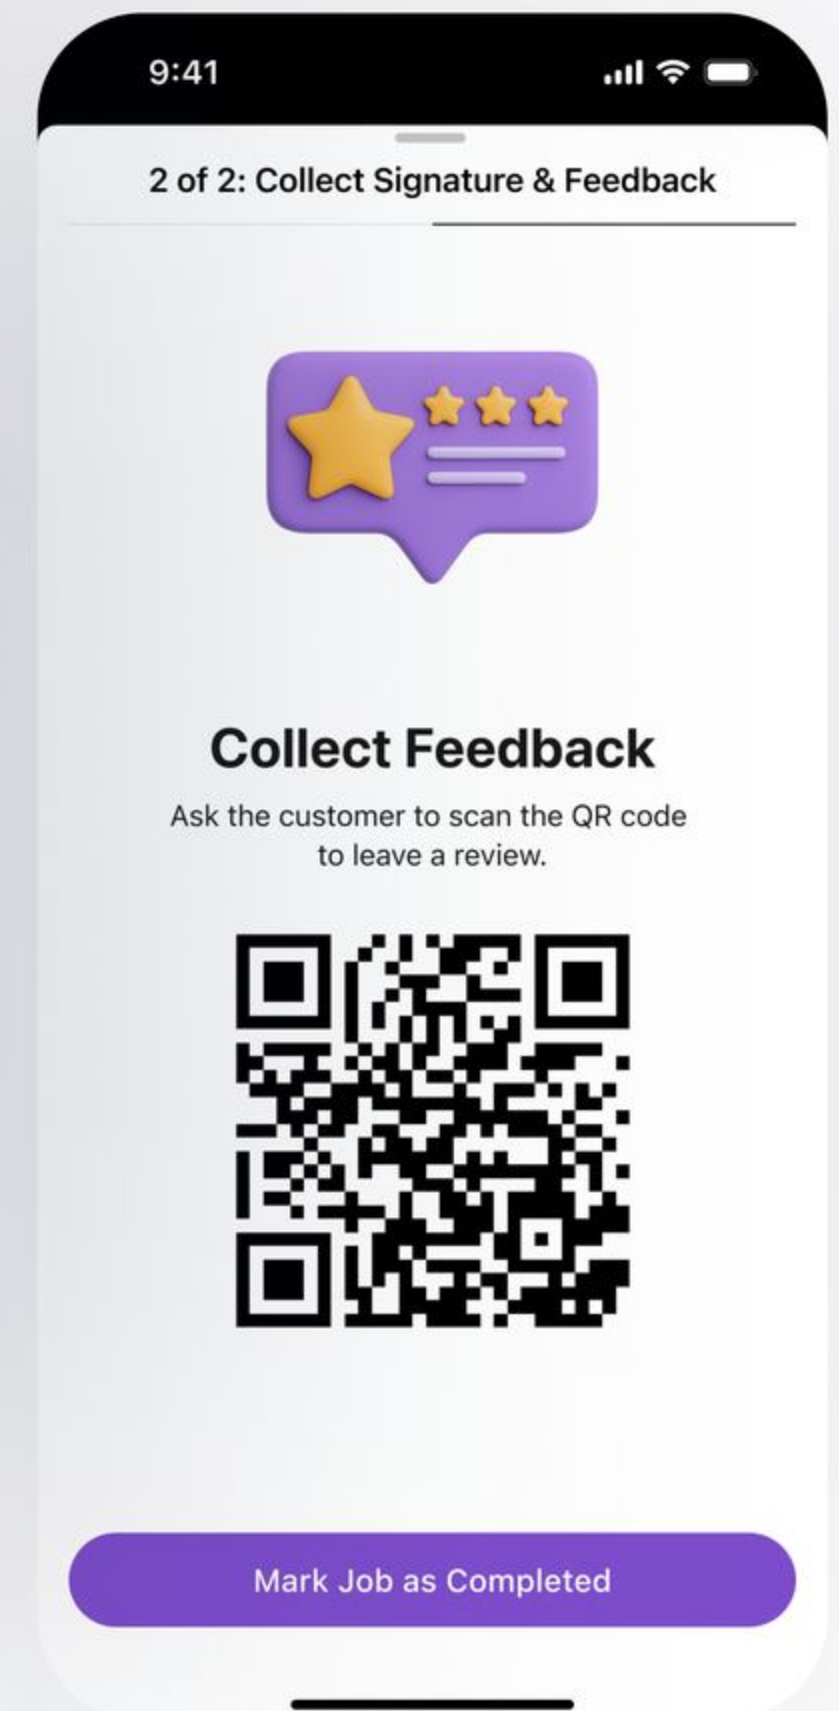 9:41
2 of 2: Collect Signature & Feedback
Collect Feedback
Ask the customer to scan the QR code
to leave a review.
Mark Job as Completed